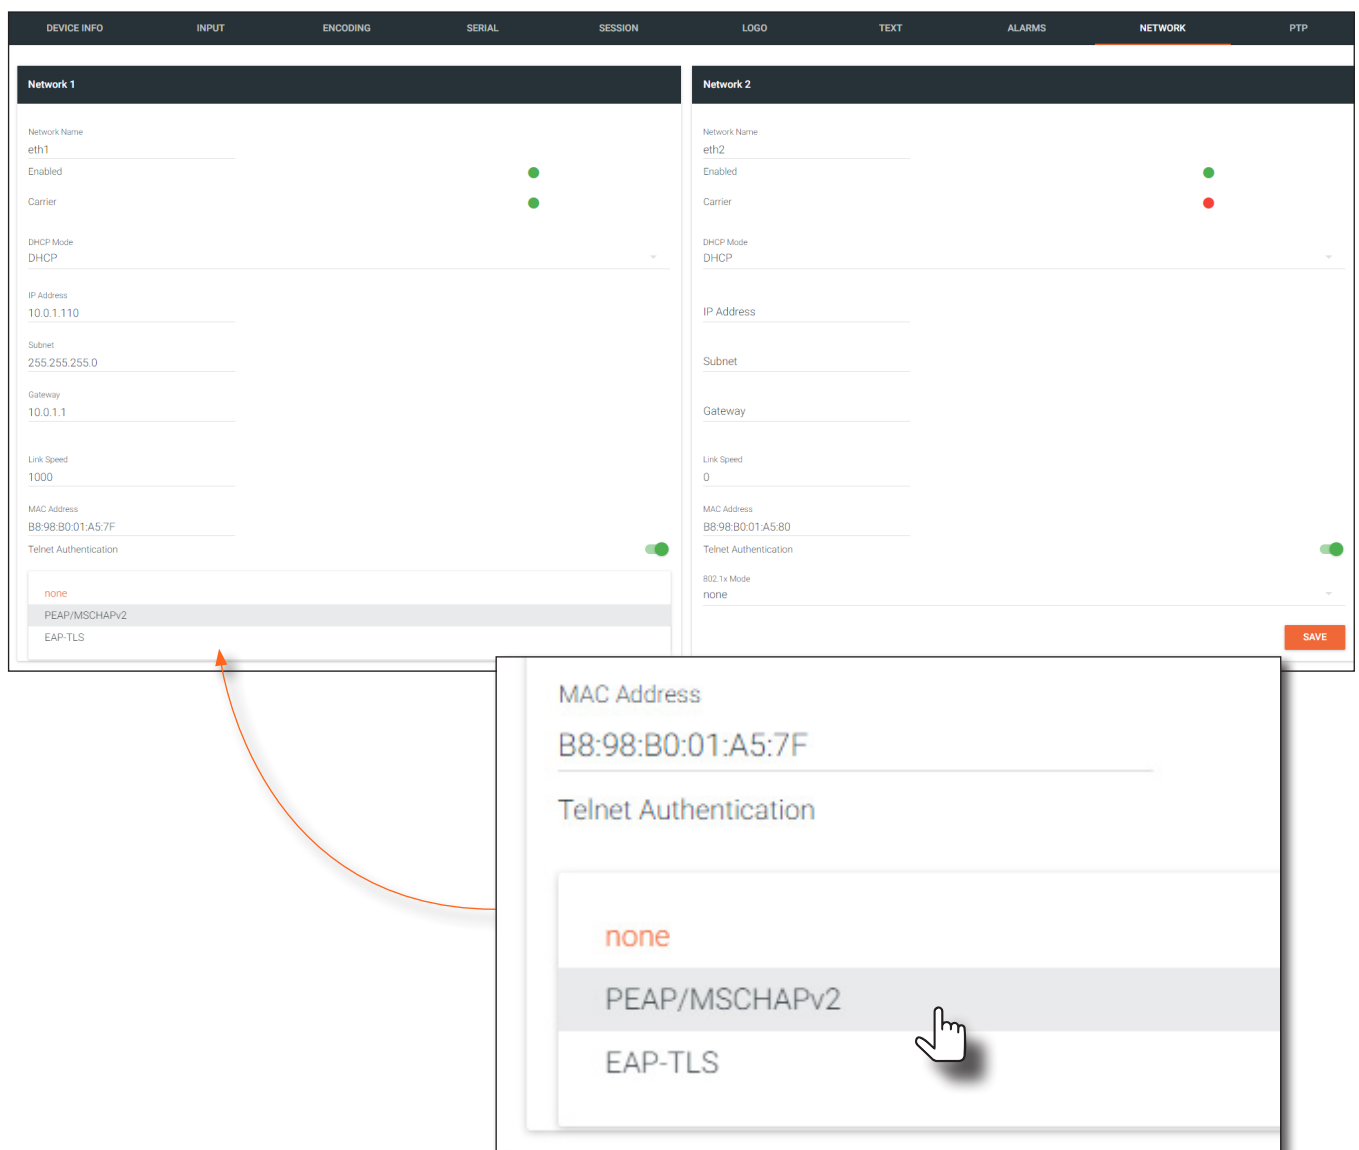 DEVICE INFO INPUT ENCODING SERIAL SESSION LOGO TEXT ALARMS NETWORK PTP
Network 1
Network Name
eth1
Enabled
Carrier
DHCP Mode
DHCP
IP Address
10.0.1.110
Subnet
255.255.255.0
Gateway
10.0.1.1
Link Speed
1000
MAC Address
B8:98:B0:01:A5:7F
Telnet Authentication
none
PEAP/MSCHAPv2
EAP-TLS
Network 2
Network Name
eth2
Enabled
Carrier
DHCP Mode
DHCP
IP Address
Subnet
Gateway
Link Speed
0
MAC Address
B8:98:B0:01:A5:80
Telnet Authentication
802.1x Mode
none
SAVE
MAC Address
B8:98:B0:01:A5:7F
Telnet Authentication
none
PEAP/MSCHAPv2
EAP-TLS